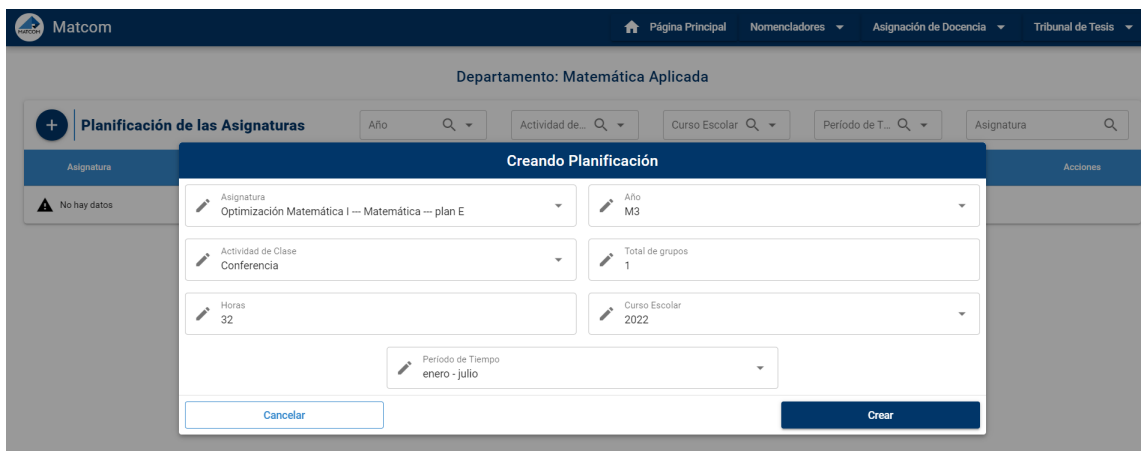 MATCOM Matcom Página Principal Nomencladores Asignación de Docencia Tribunal de Tesis
Departamento: Matemática Aplicada
Planificación de las Asignaturas Año Actividad de... Curso Escolar Período de T... Asignatura
Asignatura Acciones
No hay datos
Creando Planificación
Asignatura Año
Optimización Matemática I --- Matemática --- plan E M3
Actividad de Clase Total de grupos
Conferencia 1
Horas Curso Escolar
32 2022
Período de Tiempo
enero - julio
Cancelar Crear